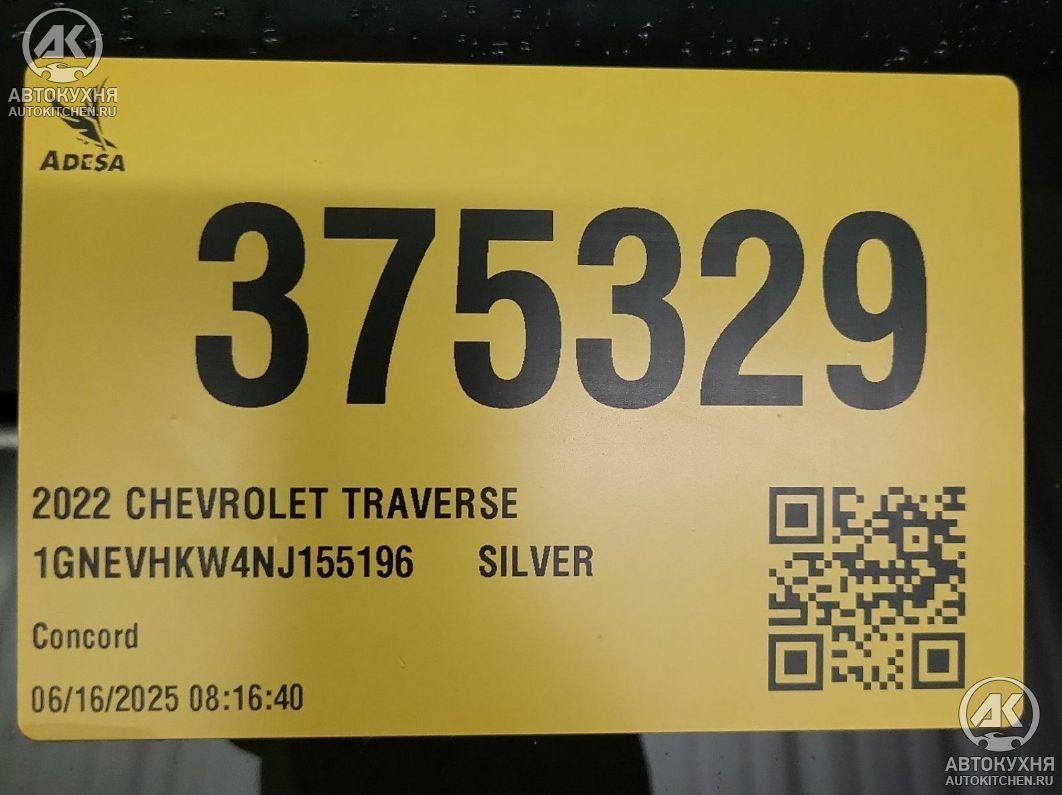 АВТОКУХНЯ
AUTOKITCHEN.RU
ADESA
375329
2022 CHEVROLET TRAVERSE
1GNEVHKW4NJ155196 SILVER
Concord
06/16/2025 08:16:40
АК
АВТОКУХНЯ
AUTOKITCHEN.RU